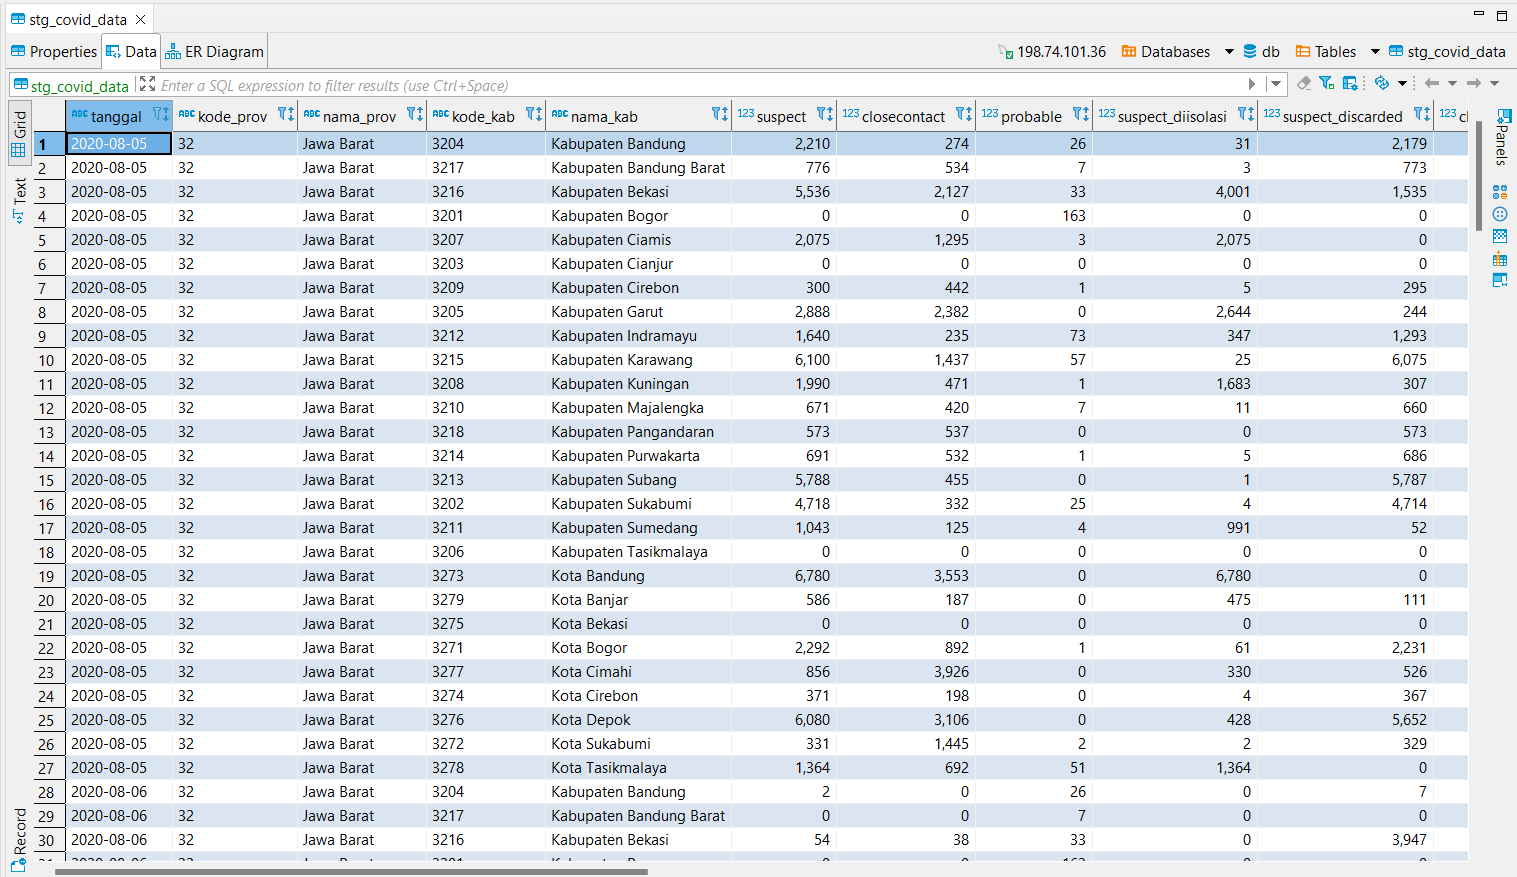 stg_covid_data
Properties Data ER Diagram 198.74.101.36 Databases db Tables stg_covid_data
stg_covid_data Enter a SQL expression to filter results (use Ctrl+Space)
Grid
Text
Record
Panels
ABC tanggal ABC kode_prov ABC nama_prov ABC kode_kab ABC nama_kab 123 suspect 123 closecontact 123 probable 123 suspect_diisolasi 123 suspect_discarded 123
1 2020-08-05 32 Jawa Barat 3204 Kabupaten Bandung 2,210 274 26 31 2,179
2 2020-08-05 32 Jawa Barat 3217 Kabupaten Bandung Barat 776 534 7 3 773
3 2020-08-05 32 Jawa Barat 3216 Kabupaten Bekasi 5,536 2,127 33 4,001 1,535
4 2020-08-05 32 Jawa Barat 3201 Kabupaten Bogor 0 0 163 0 0
5 2020-08-05 32 Jawa Barat 3207 Kabupaten Ciamis 2,075 1,295 3 2,075 0
6 2020-08-05 32 Jawa Barat 3203 Kabupaten Cianjur 0 0 0 0 0
7 2020-08-05 32 Jawa Barat 3209 Kabupaten Cirebon 300 442 1 5 295
8 2020-08-05 32 Jawa Barat 3205 Kabupaten Garut 2,888 2,382 0 2,644 244
9 2020-08-05 32 Jawa Barat 3212 Kabupaten Indramayu 1,640 235 73 347 1,293
10 2020-08-05 32 Jawa Barat 3215 Kabupaten Karawang 6,100 1,437 57 25 6,075
11 2020-08-05 32 Jawa Barat 3208 Kabupaten Kuningan 1,990 471 1 1,683 307
12 2020-08-05 32 Jawa Barat 3210 Kabupaten Majalengka 671 420 7 11 660
13 2020-08-05 32 Jawa Barat 3218 Kabupaten Pangandaran 573 537 0 0 573
14 2020-08-05 32 Jawa Barat 3214 Kabupaten Purwakarta 691 532 1 5 686
15 2020-08-05 32 Jawa Barat 3213 Kabupaten Subang 5,788 455 0 1 5,787
16 2020-08-05 32 Jawa Barat 3202 Kabupaten Sukabumi 4,718 332 25 4 4,714
17 2020-08-05 32 Jawa Barat 3211 Kabupaten Sumedang 1,043 125 4 991 52
18 2020-08-05 32 Jawa Barat 3206 Kabupaten Tasikmalaya 0 0 0 0 0
19 2020-08-05 32 Jawa Barat 3273 Kota Bandung 6,780 3,553 0 6,780 0
20 2020-08-05 32 Jawa Barat 3279 Kota Banjar 586 187 0 475 111
21 2020-08-05 32 Jawa Barat 3275 Kota Bekasi 0 0 0 0 0
22 2020-08-05 32 Jawa Barat 3271 Kota Bogor 2,292 892 1 61 2,231
23 2020-08-05 32 Jawa Barat 3277 Kota Cimahi 856 3,926 0 330 526
24 2020-08-05 32 Jawa Barat 3274 Kota Cirebon 371 198 0 4 367
25 2020-08-05 32 Jawa Barat 3276 Kota Depok 6,080 3,106 0 428 5,652
26 2020-08-05 32 Jawa Barat 3272 Kota Sukabumi 331 1,445 2 2 329
27 2020-08-05 32 Jawa Barat 3278 Kota Tasikmalaya 1,364 692 51 1,364 0
28 2020-08-06 32 Jawa Barat 3204 Kabupaten Bandung 2 0 26 0 7
29 2020-08-06 32 Jawa Barat 3217 Kabupaten Bandung Barat 0 0 7 0 0
30 2020-08-06 32 Jawa Barat 3216 Kabupaten Bekasi 54 38 33 0 3,947